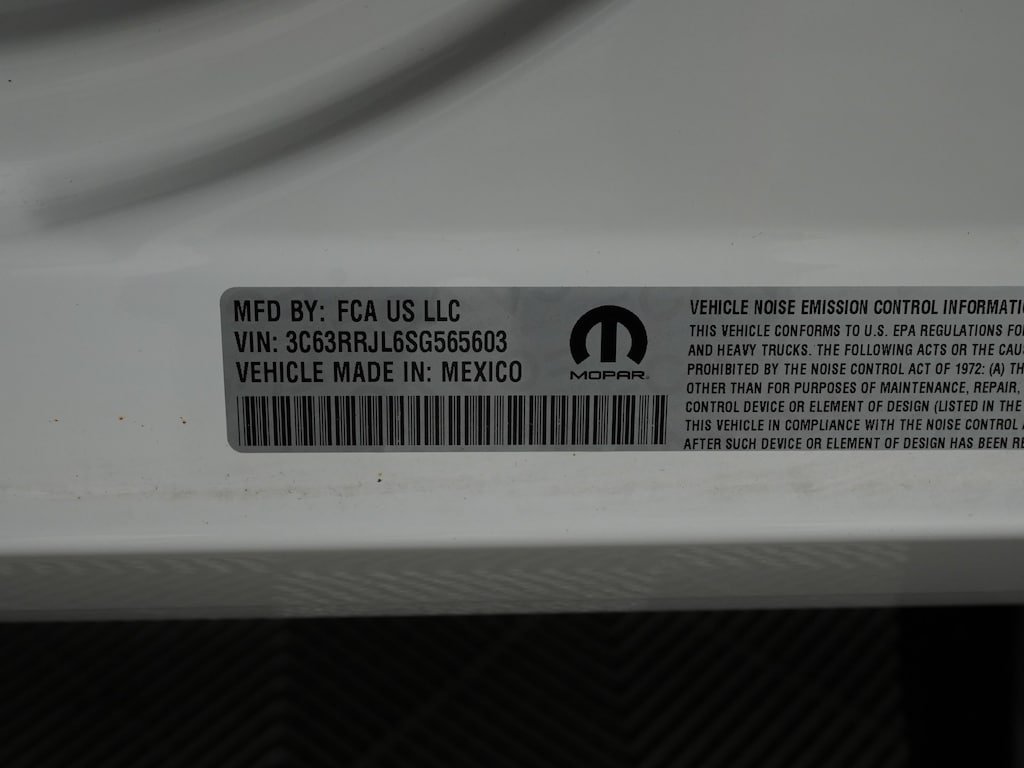 MFD BY: FCA US LLC
VIN: 3C63RRJL6SG565603
VEHICLE MADE IN: MEXICO
MOPAR
VEHICLE NOISE EMISSION CONTROL
THIS VEHICLE CONFORMS TO U.S. EPA REGULATIONS
AND HEAVY TRUCKS. THE FOLLOWING ACTS OR THE
PROHIBITED BY THE NOISE CONTROL ACT OF 1972: (A)
OTHER THAN FOR PURPOSES OF MAINTENANCE, REPAIR,
CONTROL DEVICE OR ELEMENT OF DESIGN (LISTED IN THE
THIS VEHICLE IN COMPLIANCE WITH THE NOISE CONTROL
AFTER SUCH DEVICE OR ELEMENT OF DESIGN HAS BEEN